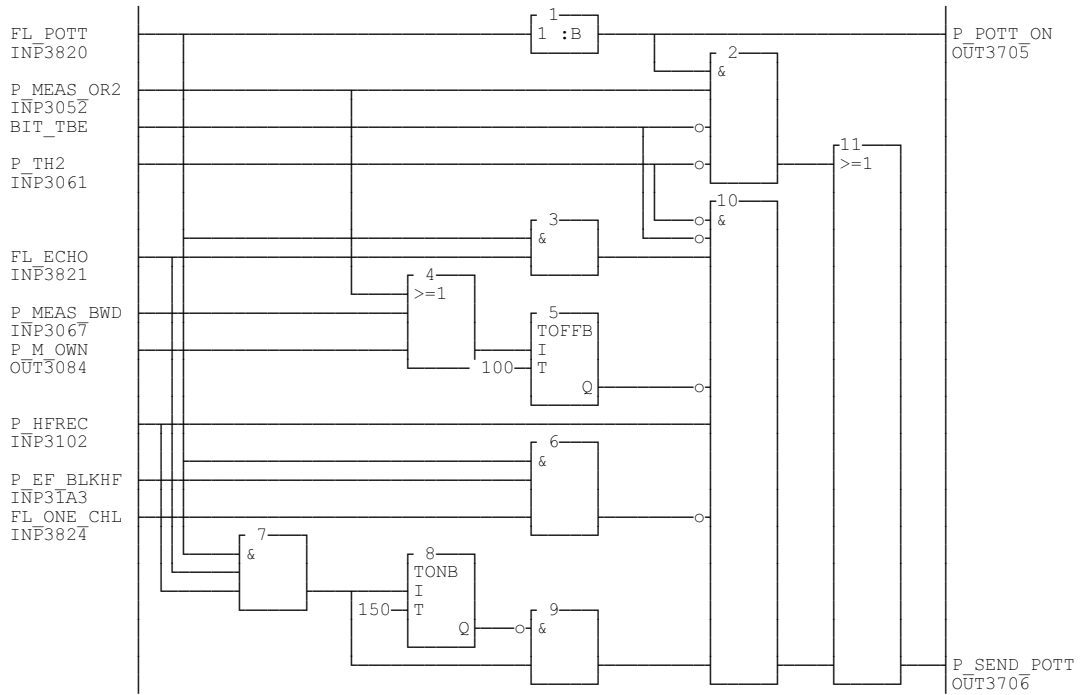 1
FL_POTT
1 :B
P_POTT_ON
INP3820
2
OUT3705
&
P_MEAS_OR2
INP3052
BIT_TBE
11
P_TH2
>=1
INP3061
10
3
&
&
FL_ECHO
INP3821
4
>=1
P_MEAS_BWD
5
INP3067
TOFFB
P_M_OWN
I
OUT3084
100
T
Q
P_HFREC
INP3102
6
&
P_EF_BLKHF
INP31A3
FL_ONE_CHL
INP3824
7
&
8
TONB
I
150
T
9
Q
&
P_SEND_POTT
OUT3706